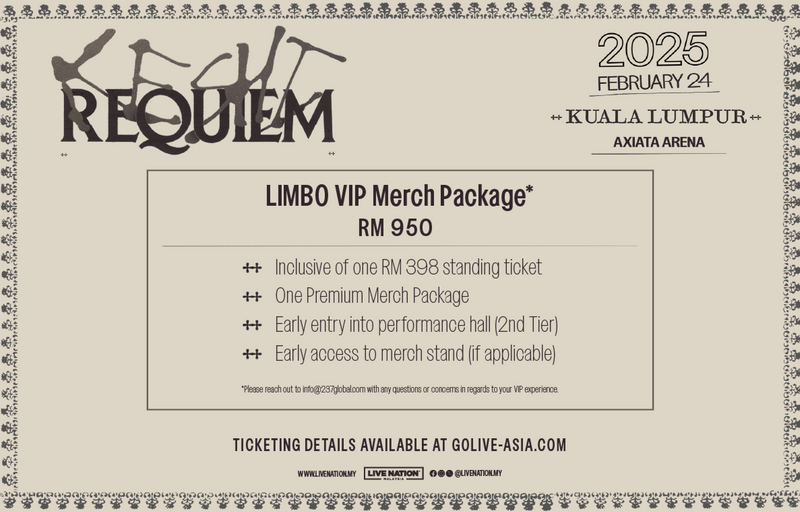 KESHI
REQUIEM
2025
FEBRUARY 24
KUALA LUMPUR
AXIATA ARENA
LIMBO VIP Merch Package*
RM 950
Inclusive of one RM 398 standing ticket
One Premium Merch Package
Early entry into performance hall (2nd Tier)
Early access to merch stand (if applicable)
*Please reach out to info@237global.com with any questions or concerns in regards to your VIP experience.
TICKETING DETAILS AVAILABLE AT GOLIVE-ASIA.COM
WWW.LIVENATION.MY LIVE NATION MALAYSIA @LIVENATION.MY